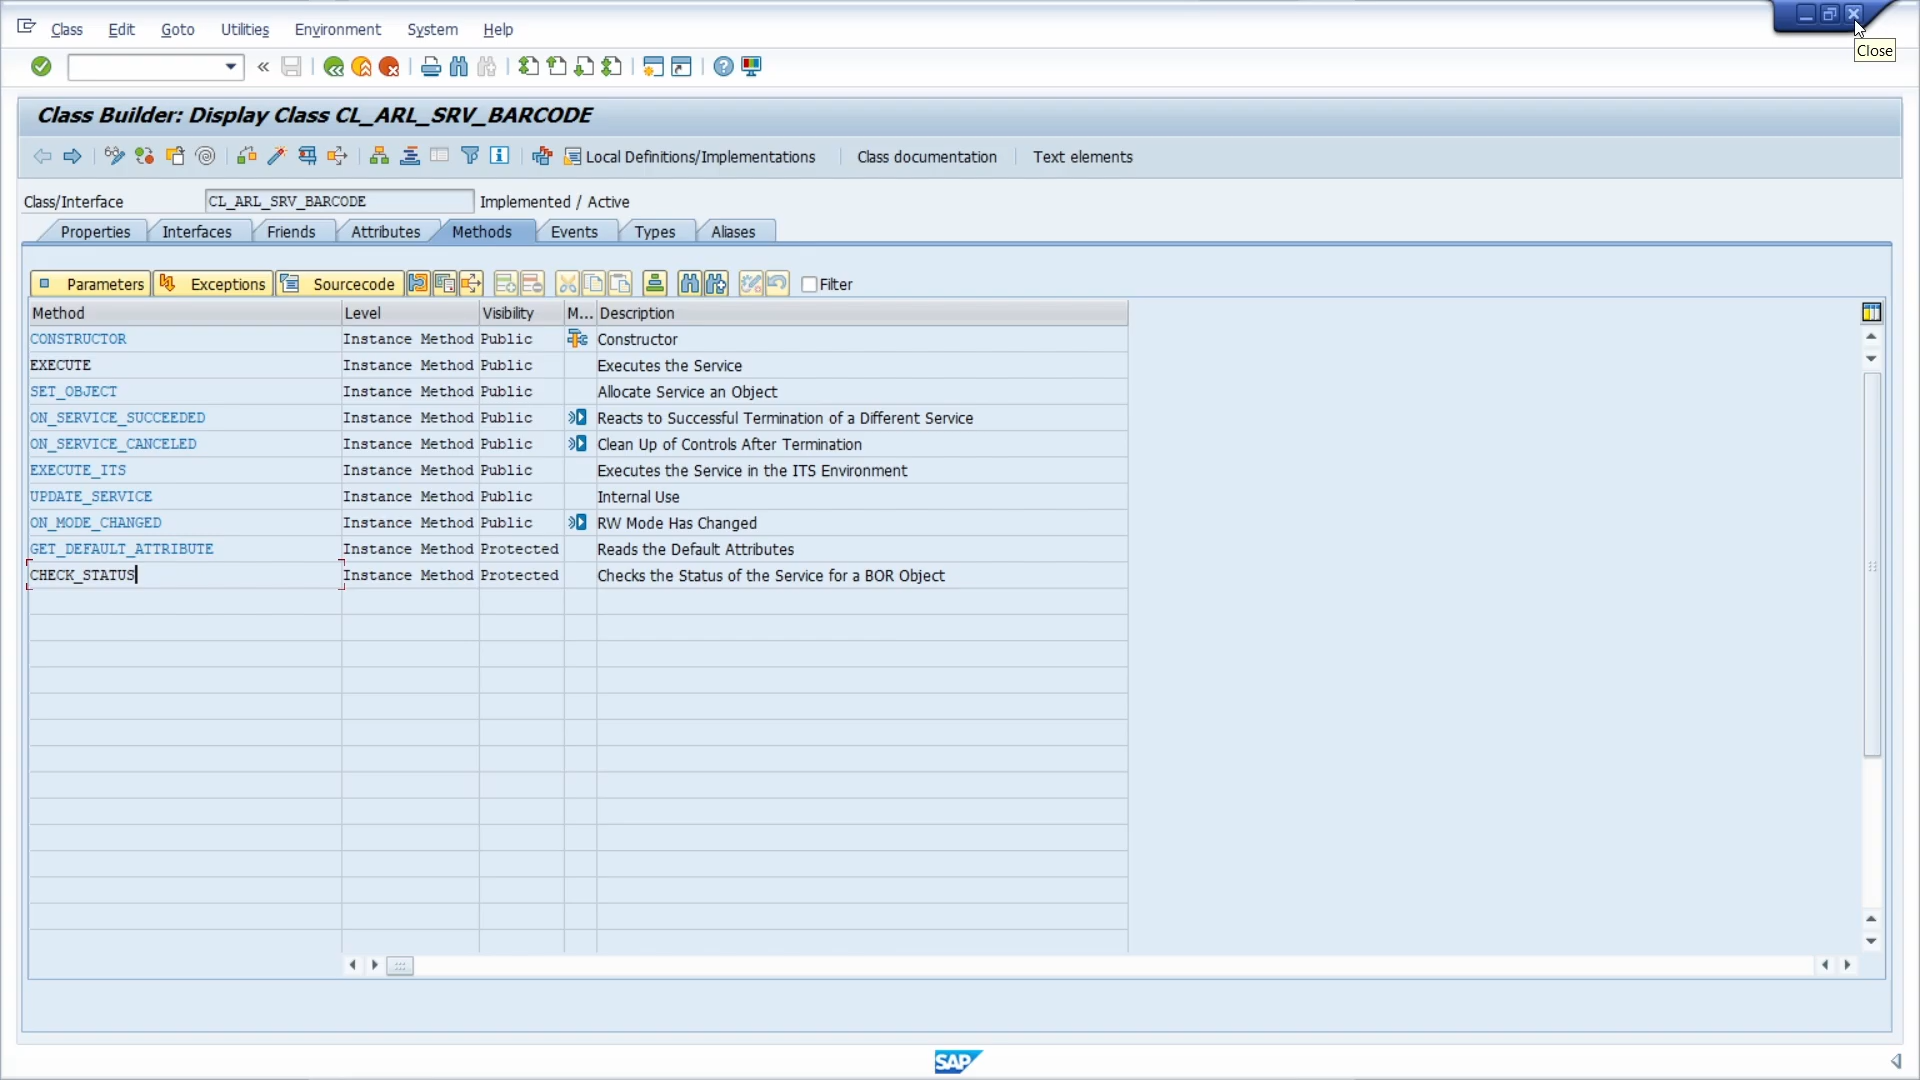 Class Edit Goto Utilities Environment System Help
Close
Class Builder: Display Class CL_ARL_SRV_BARCODE
Local Definitions/Implementations Class documentation Text elements
Class/Interface CL_ARL_SRV_BARCODE Implemented / Active
Properties Interfaces Friends Attributes Methods Events Types Aliases
Parameters Exceptions Sourcecode Filter
Method Level Visibility M... Description
CONSTRUCTOR Instance Method Public Constructor
EXECUTE Instance Method Public Executes the Service
SET_OBJECT Instance Method Public Allocate Service an Object
ON_SERVICE_SUCCEEDED Instance Method Public Reacts to Successful Termination of a Different Service
ON_SERVICE_CANCELED Instance Method Public Clean Up of Controls After Termination
EXECUTE_ITS Instance Method Public Executes the Service in the ITS Environment
UPDATE_SERVICE Instance Method Public Internal Use
ON_MODE_CHANGED Instance Method Public RW Mode Has Changed
GET_DEFAULT_ATTRIBUTE Instance Method Protected Reads the Default Attributes
CHECK_STATUS Instance Method Protected Checks the Status of the Service for a BOR Object
SAP